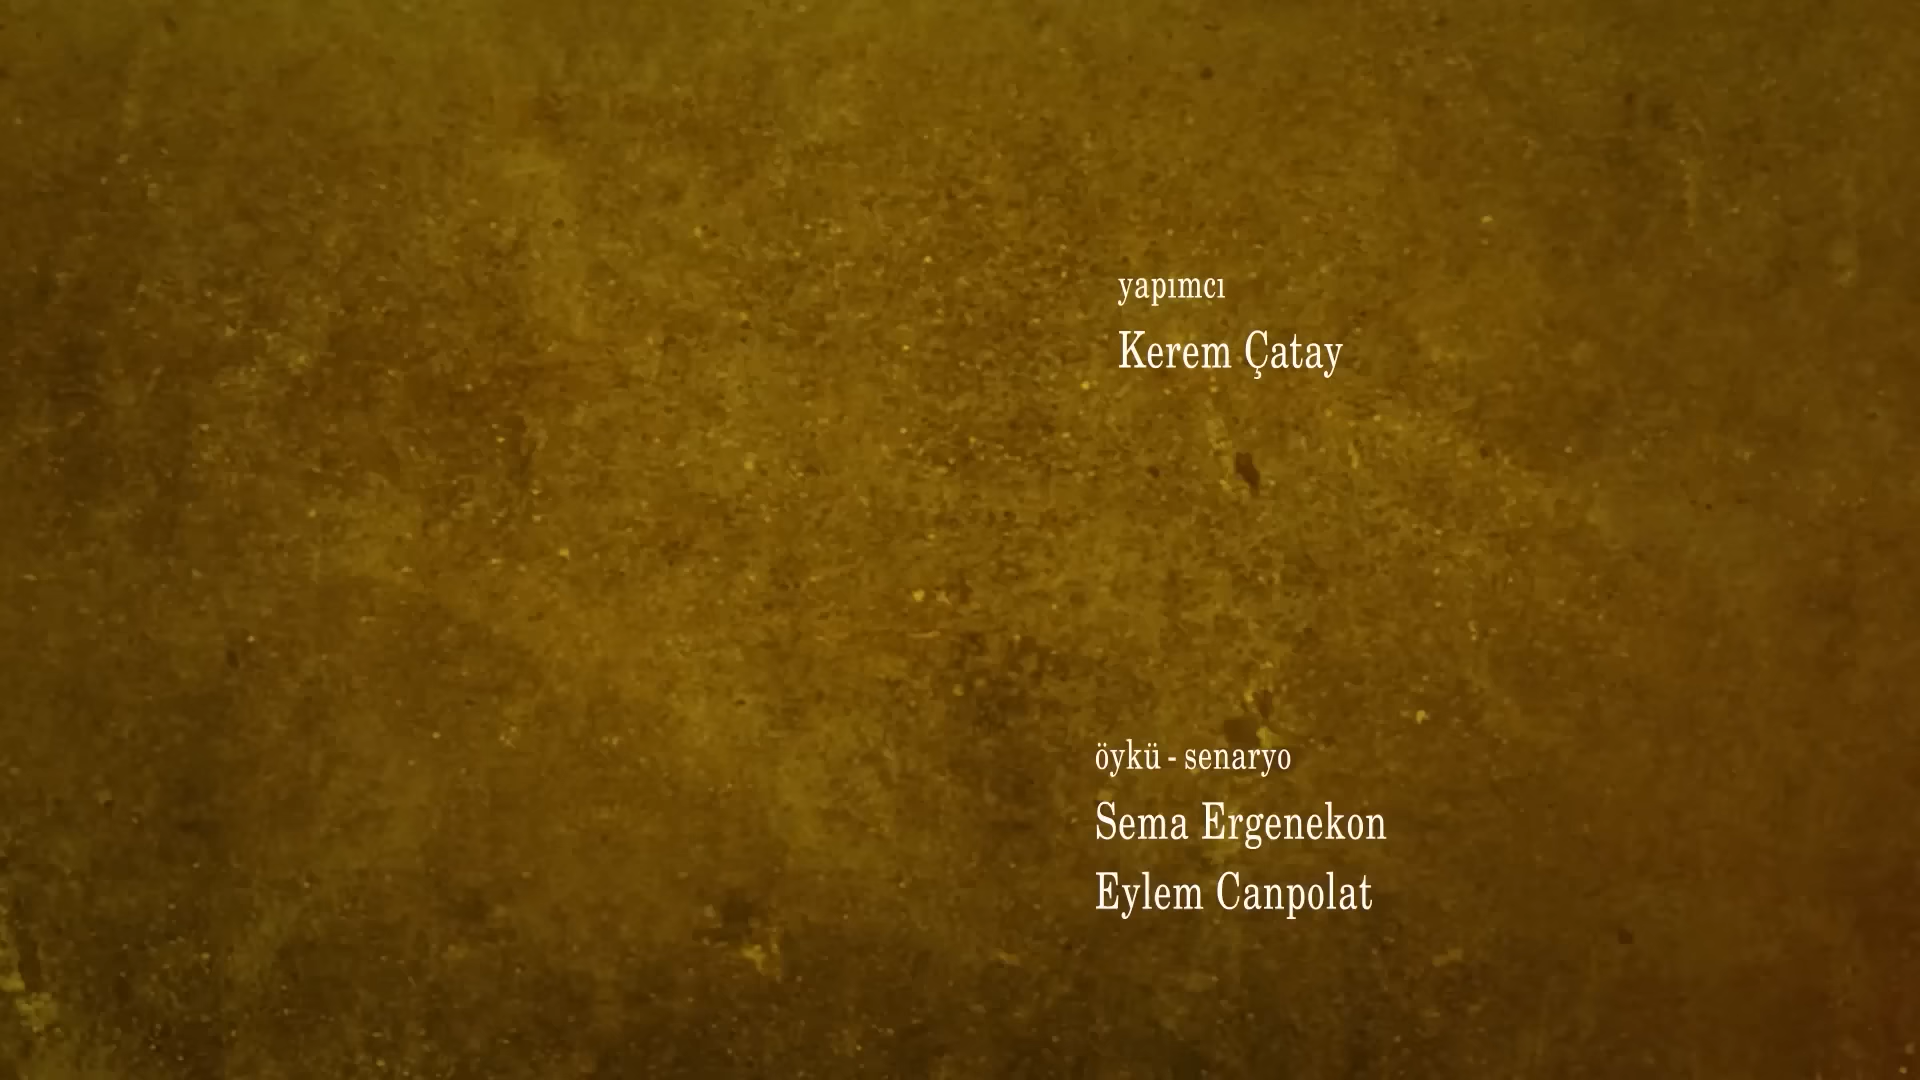 yapımcı
Kerem Çatay
öykü - senaryo
Sema Ergenekon
Eylem Canpolat